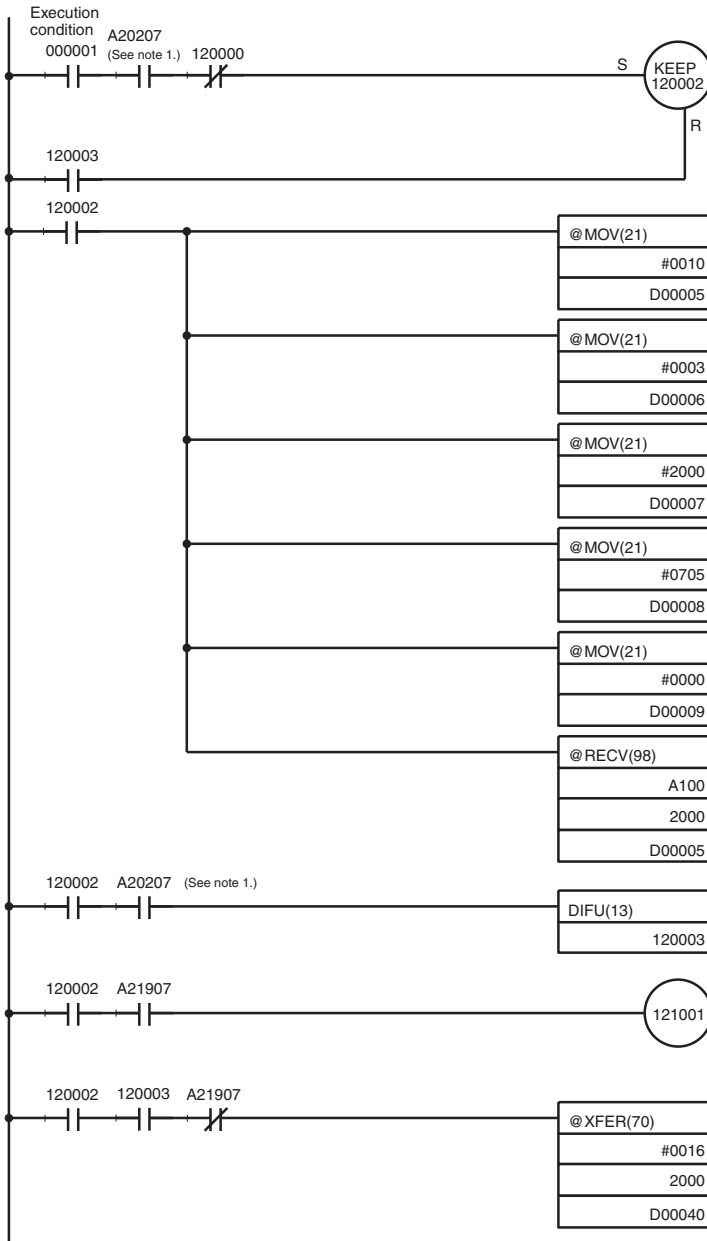 Execution
condition
000001 A20207 120000
(See note 1.)
S KEEP
120002
R
120003
120002
@MOV(21)
#0010
D00005
@MOV(21)
#0003
D00006
@MOV(21)
#2000
D00007
@MOV(21)
#0705
D00008
@MOV(21)
#0000
D00009
@RECV(98)
A100
2000
D00005
120002 A20207 (See note 1.)
DIFU(13)
120003
120002 A21907
121001
120002 120003 A21907
@XFER(70)
#0016
2000
D00040